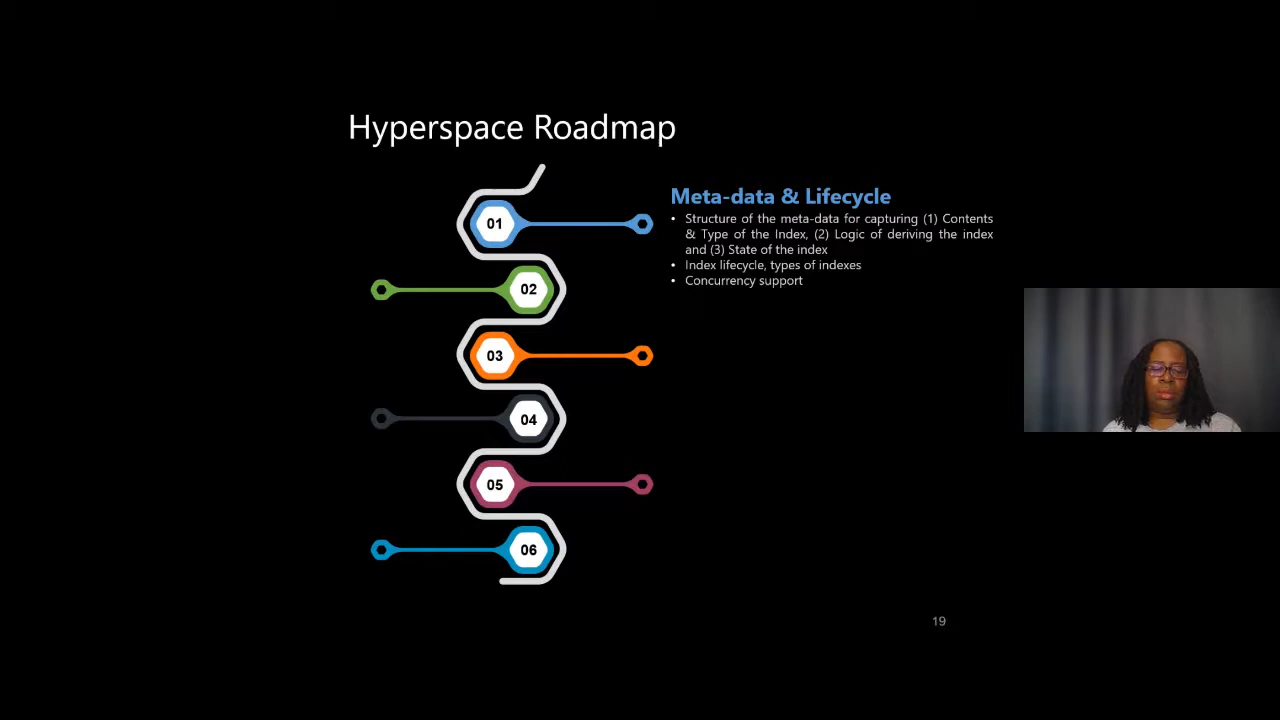 Hyperspace Roadmap
01
Meta-data & Lifecycle
• Structure of the meta-data for capturing (1) Contents
& Type of the Index, (2) Logic of deriving the index
and (3) State of the index
• Index lifecycle, types of indexes
• Concurrency support
02
03
04
05
06
19